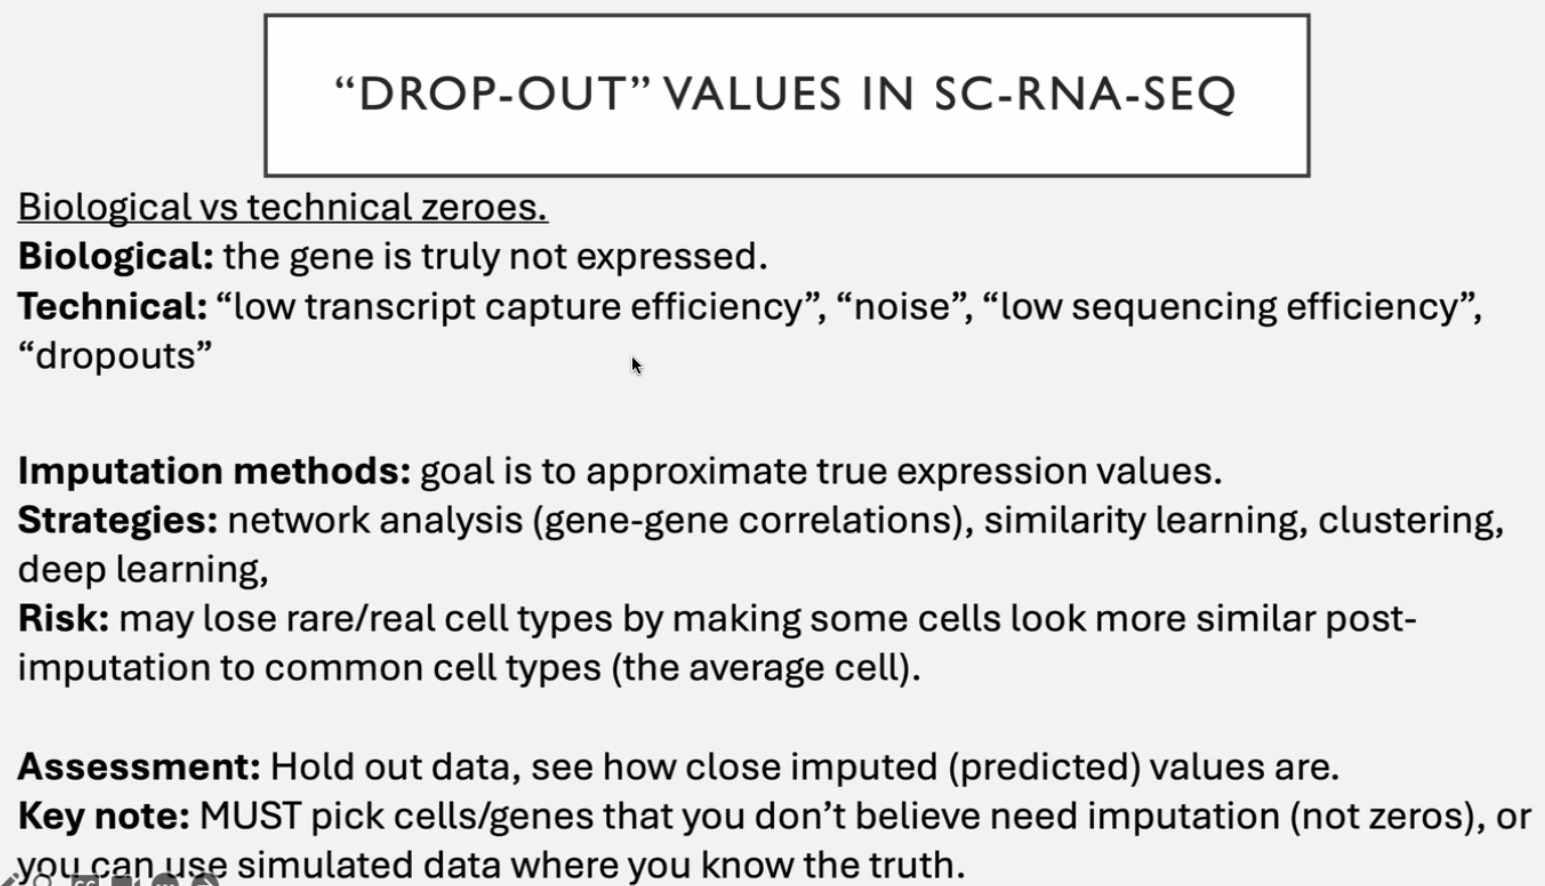 “DROP-OUT” VALUES IN SC-RNA-SEQ
Biological vs technical zeroes.
Biological: the gene is truly not expressed.
Technical: “low transcript capture efficiency”, “noise”, “low sequencing efficiency”,
“dropouts”
Imputation methods: goal is to approximate true expression values.
Strategies: network analysis (gene-gene correlations), similarity learning, clustering,
deep learning,
Risk: may lose rare/real cell types by making some cells look more similar post-
imputation to common cell types (the average cell).
Assessment: Hold out data, see how close imputed (predicted) values are.
Key note: MUST pick cells/genes that you don’t believe need imputation (not zeros), or
you can use simulated data where you know the truth.